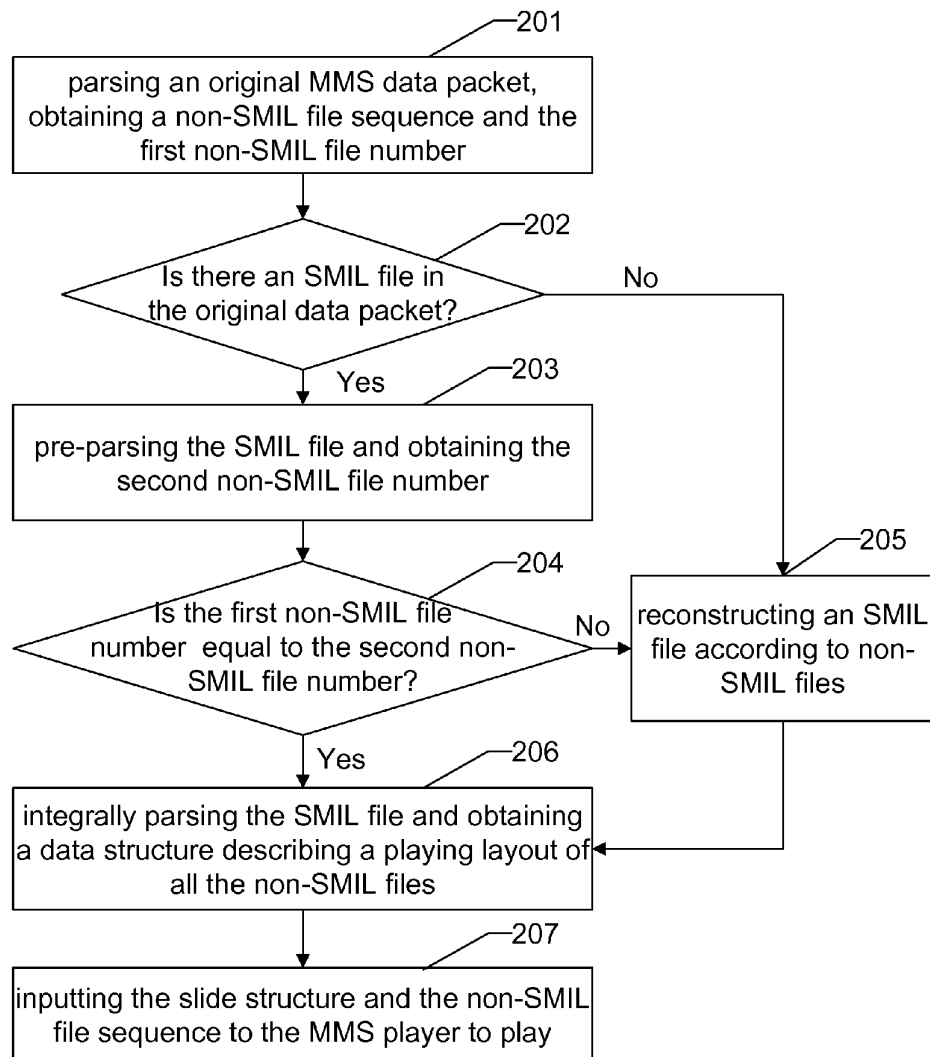 201
parsing an original MMS data packet,
obtaining a non-SMIL file sequence and the
first non-SMIL file number
202
Is there an SMIL file in
the original data packet?
No
Yes
203
pre-parsing the SMIL file and obtaining the
second non-SMIL file number
204
Is the first non-SMIL file
number equal to the second non-
SMIL file number?
No
205
reconstructing an SMIL
file according to non-
SMIL files
Yes
206
integrally parsing the SMIL file and obtaining
a data structure describing a playing layout of
all the non-SMIL files
207
inputting the slide structure and the non-SMIL
file sequence to the MMS player to play